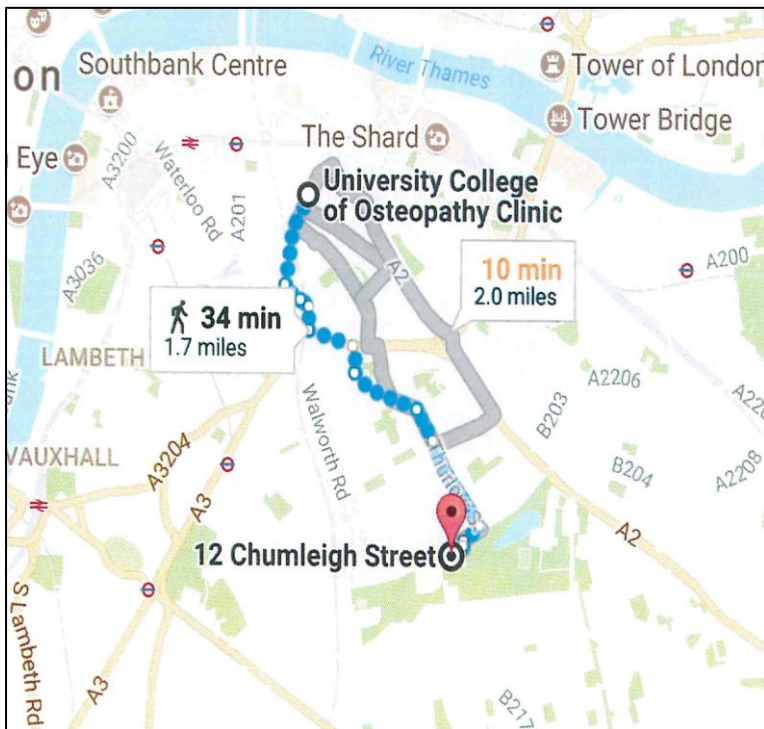 River Thames
on
Southbank Centre
Tower of London
Tower Bridge
The Shard
Eye
A3200
Waterloo Rd
A201
University College
of Osteopathy Clinic
A3036
A2
A200
10 min
2.0 miles
34 min
1.7 miles
LAMBETH
A2206
B203
Walworth Rd
B204
A2208
VAUXHALL
A3204
A3
A2
12 Chumleigh Street
S Lambeth Rd
A3
B217